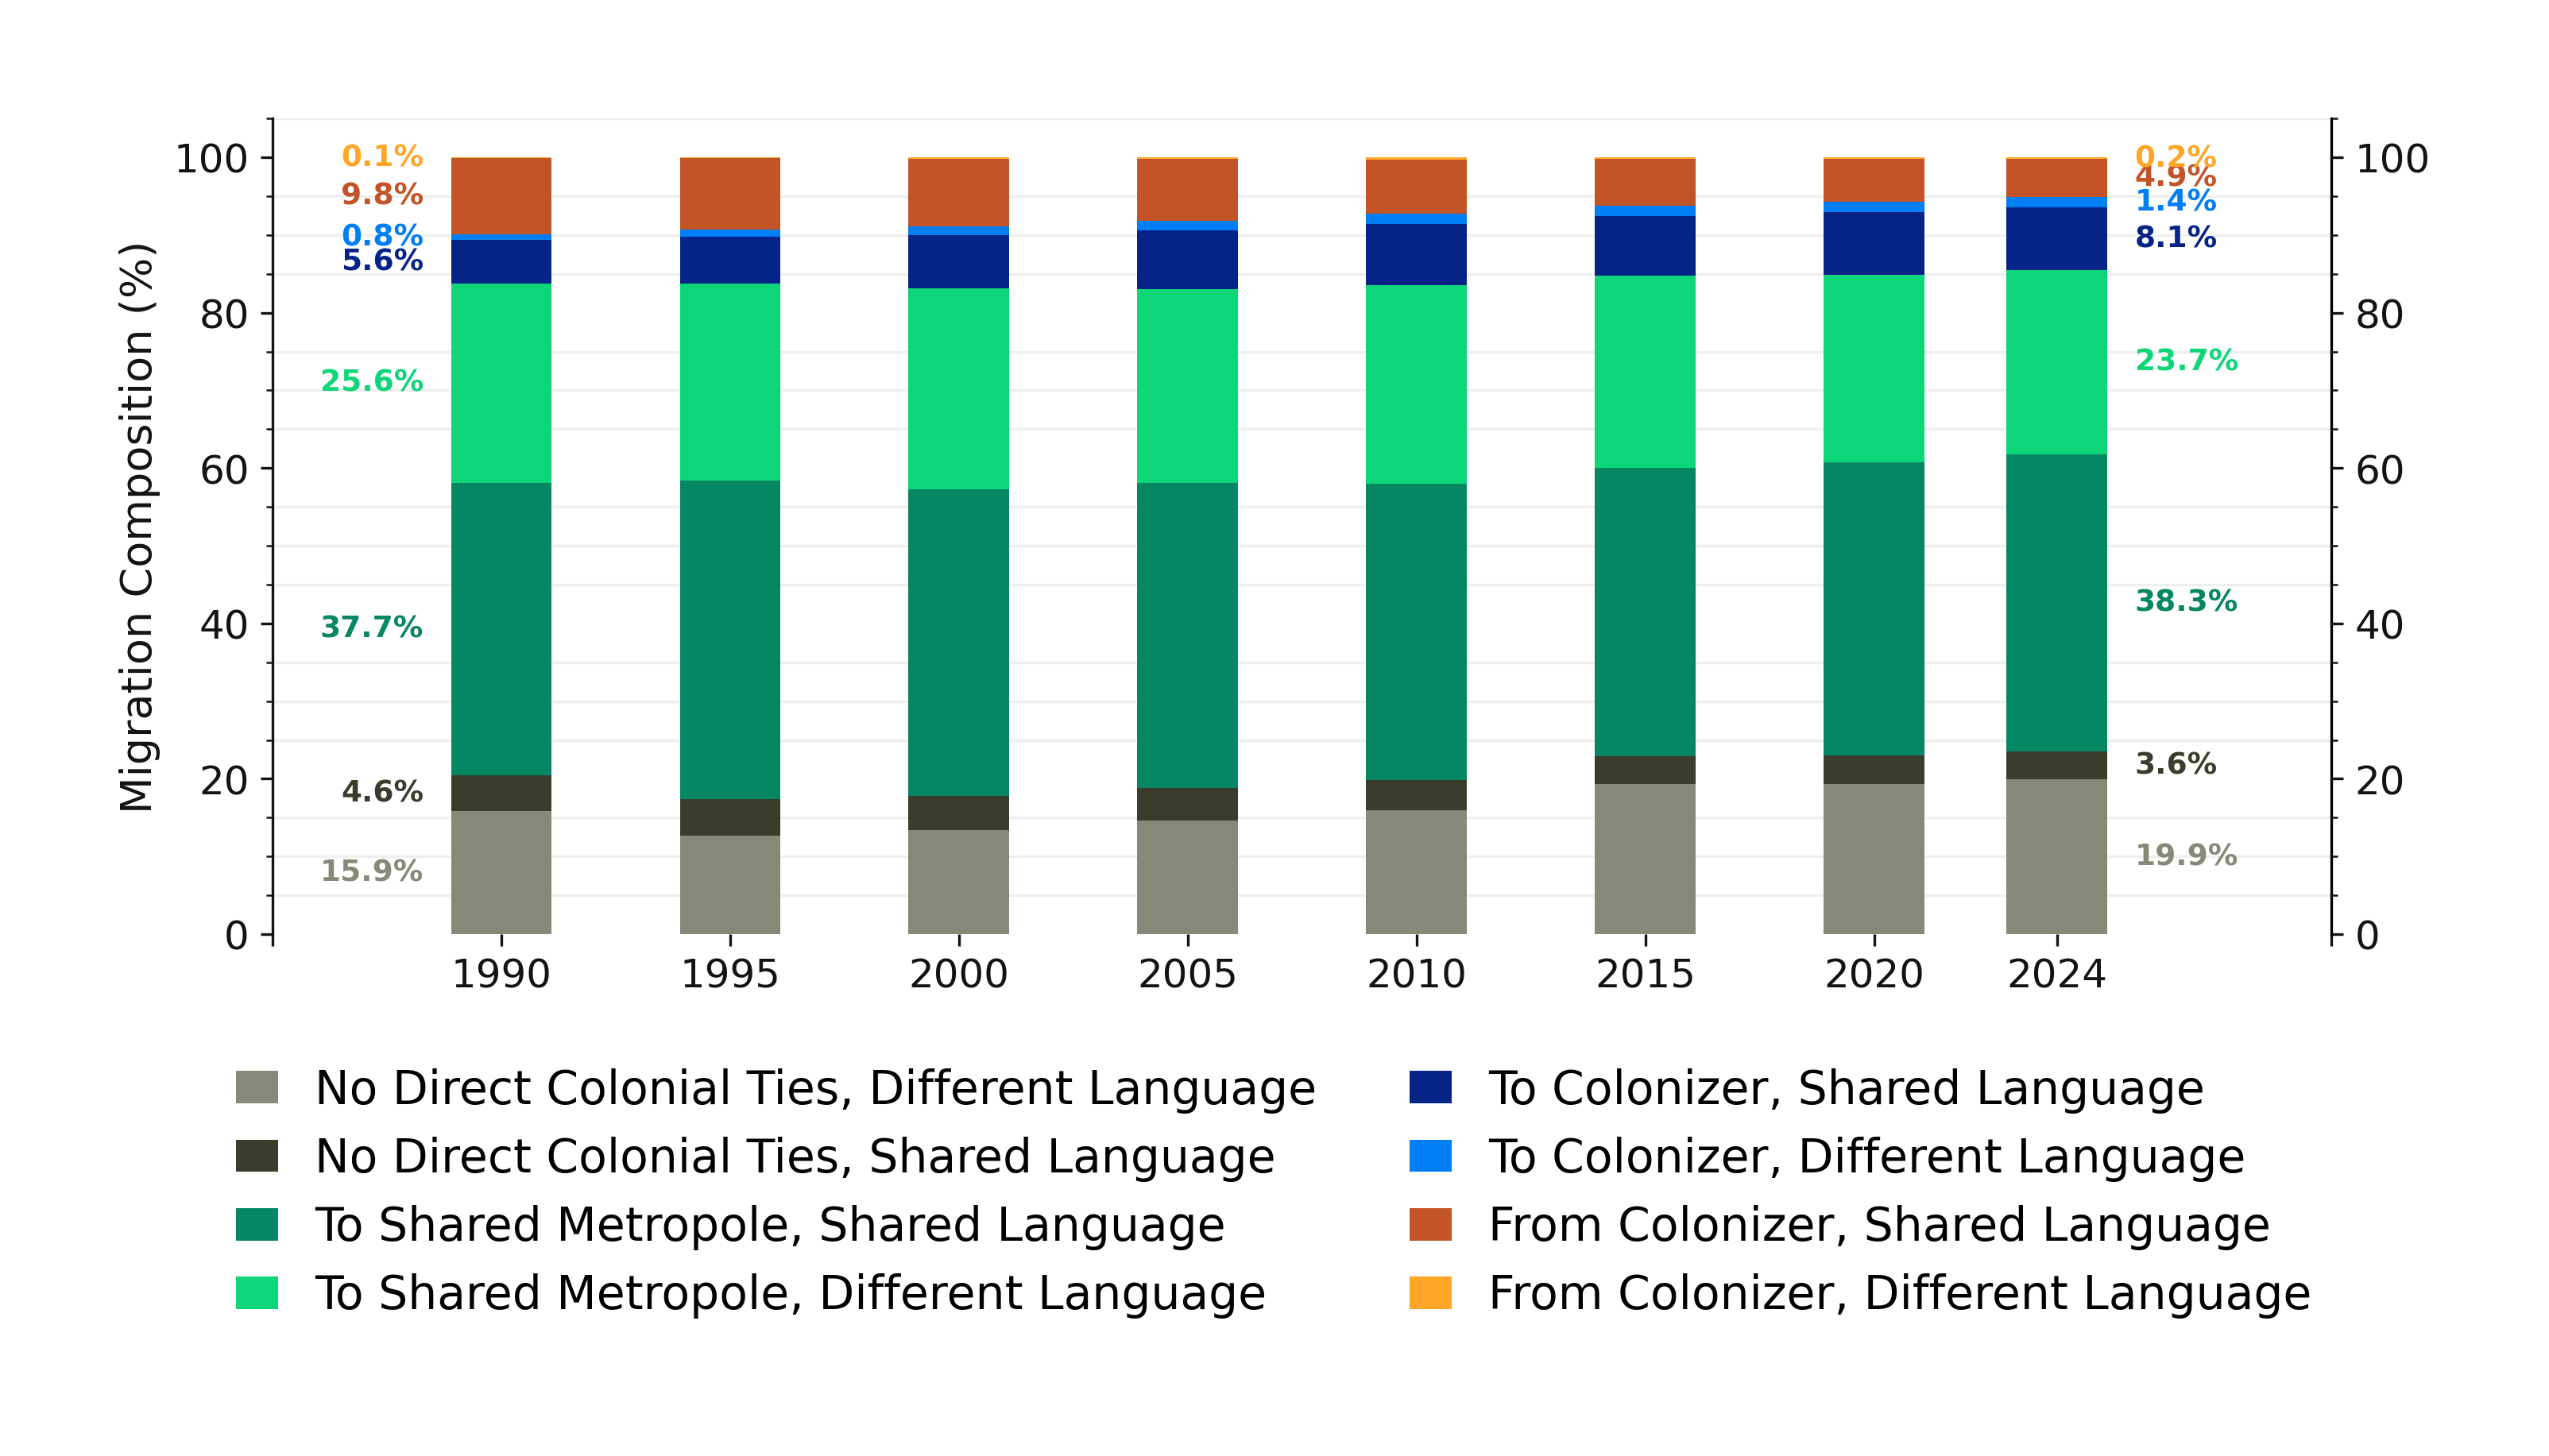 Migration Composition (%)
100
80
60
40
20
0
0.1%
9.8%
0.8%
5.6%
25.6%
37.7%
4.6%
15.9%
0.2%
4.9%
1.4%
8.1%
23.7%
38.3%
3.6%
19.9%
100
80
60
40
20
0
1990 1995 2000 2005 2010 2015 2020 2024
No Direct Colonial Ties, Different Language
No Direct Colonial Ties, Shared Language
To Shared Metropole, Shared Language
To Shared Metropole, Different Language
To Colonizer, Shared Language
To Colonizer, Different Language
From Colonizer, Shared Language
From Colonizer, Different Language